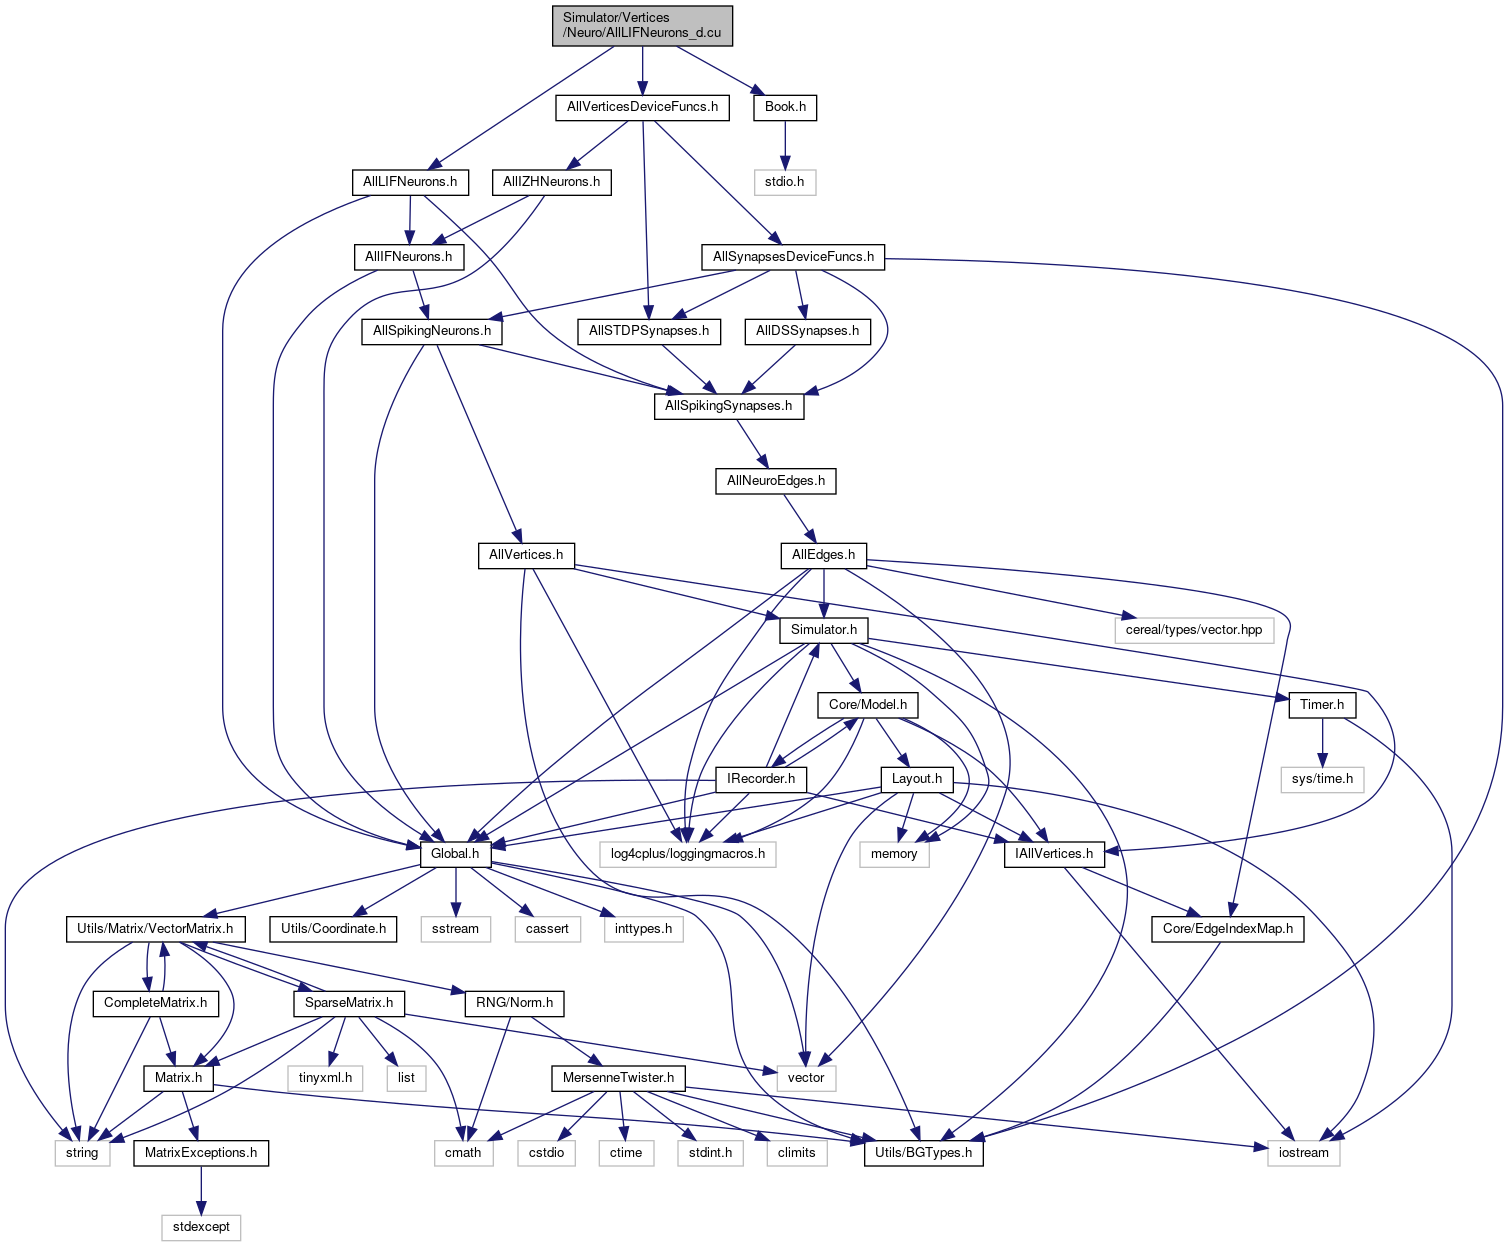 Simulator/Vertices
/Neuro/AllLIFNeurons_d.cu
AllVerticesDeviceFuncs.h
Book.h
AllLIFNeurons.h
AllIZHNeurons.h
stdio.h
AllIFNeurons.h
AllSynapsesDeviceFuncs.h
AllSpikingNeurons.h
AllSTDPSynapses.h
AllDSSynapses.h
AllSpikingSynapses.h
AllNeuroEdges.h
AllVertices.h
AllEdges.h
Simulator.h
cereal/types/vector.hpp
Core/Model.h
Timer.h
IRecorder.h
Layout.h
sys/time.h
Global.h
log4cplus/loggingmacros.h
memory
IAllVertices.h
Utils/Matrix/VectorMatrix.h
Utils/Coordinate.h
sstream
cassert
inttypes.h
Core/EdgeIndexMap.h
CompleteMatrix.h
SparseMatrix.h
RNG/Norm.h
Matrix.h
tinyxml.h
list
MersenneTwister.h
vector
string
MatrixExceptions.h
cmath
cstdio
ctime
stdint.h
climits
Utils/BGTypes.h
iostream
stdexcept